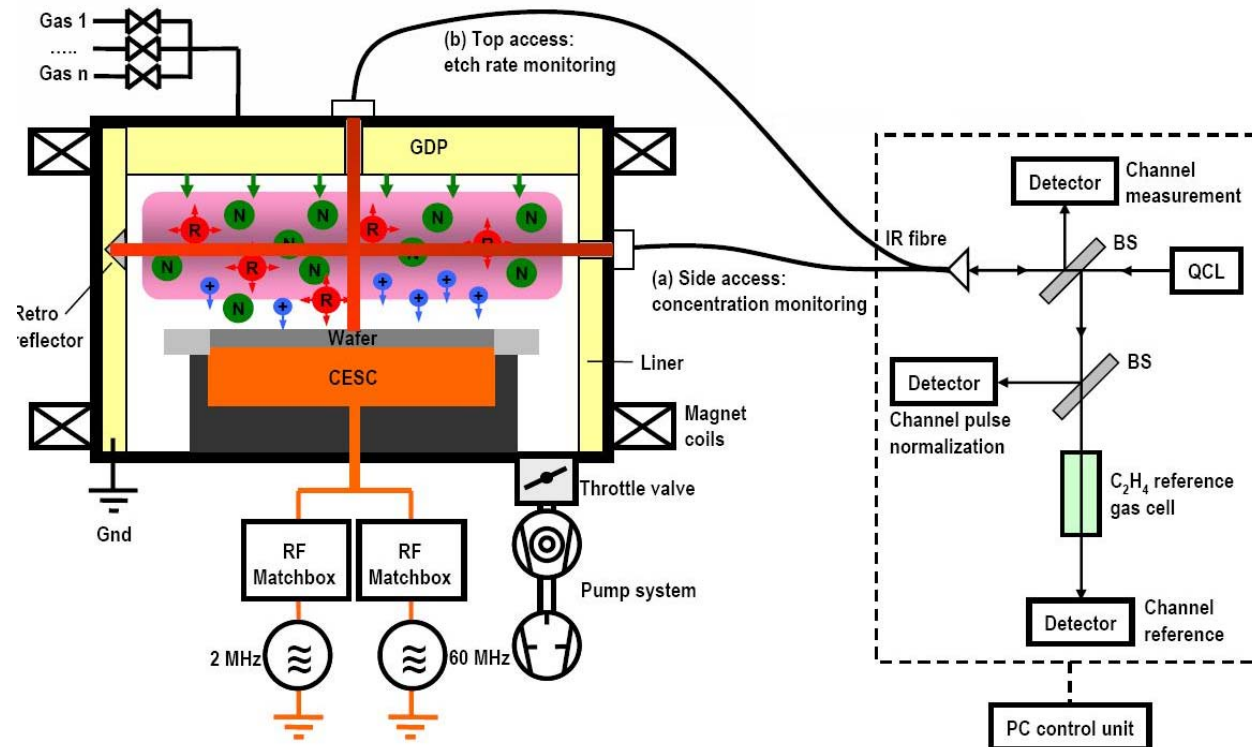 Gas 1
.....
Gas n
(b) Top access:
etch rate monitoring
GDP
N
N
N
N
N
R
R
N
R
N
N
R
N
N
R
N
+
+
+
+
+
+
Retro
reflector
Wafer
CESC
Liner
Magnet
coils
Gnd
Throttle valve
RF
Matchbox
RF
Matchbox
Pump system
2 MHz
60 MHz
(a) Side access:
concentration monitoring
IR fibre
Detector
Channel
measurement
BS
QCL
BS
Detector
Channel pulse
normalization
C₂H₄ reference
gas cell
Detector
Channel
reference
PC control unit